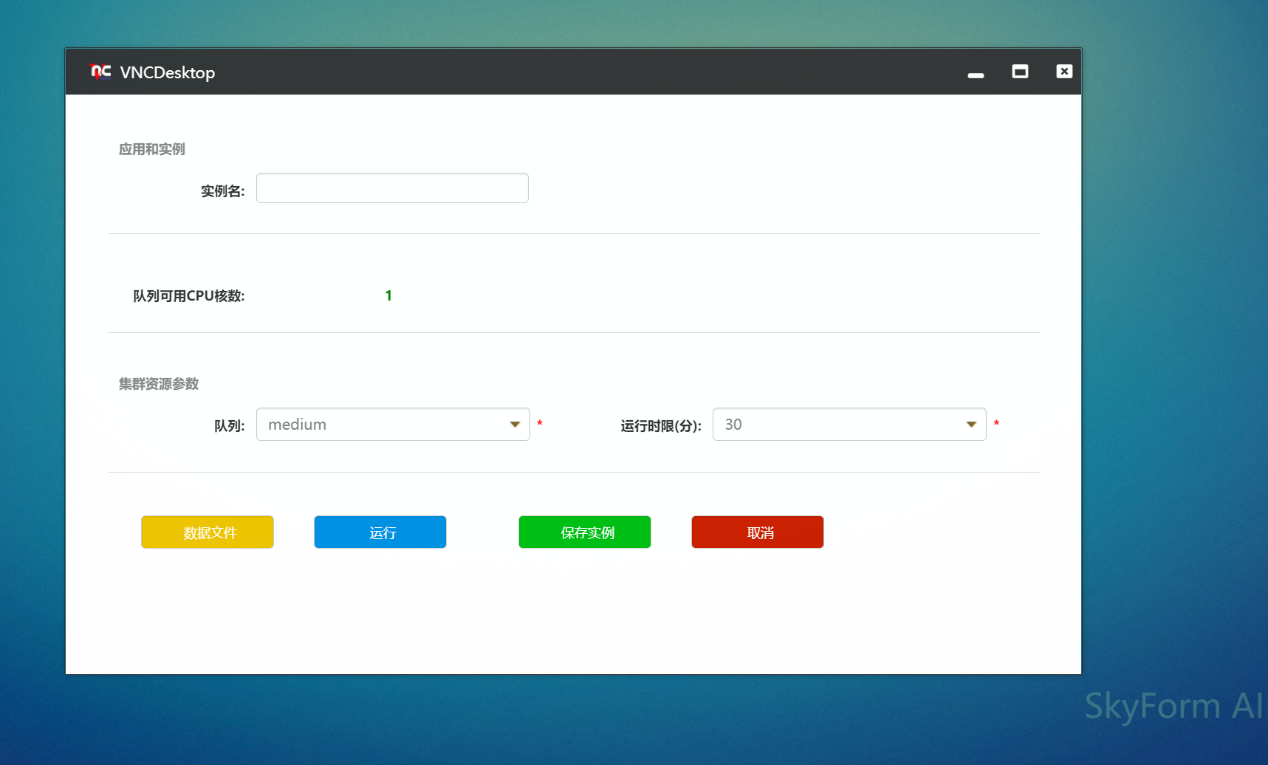 VNCDesktop
应用和实例
实例名:
队列可用CPU核数: 1
集群资源参数
队列: medium * 运行时限(分): 30 *
数据文件 运行 保存实例 取消
SkyForm AI